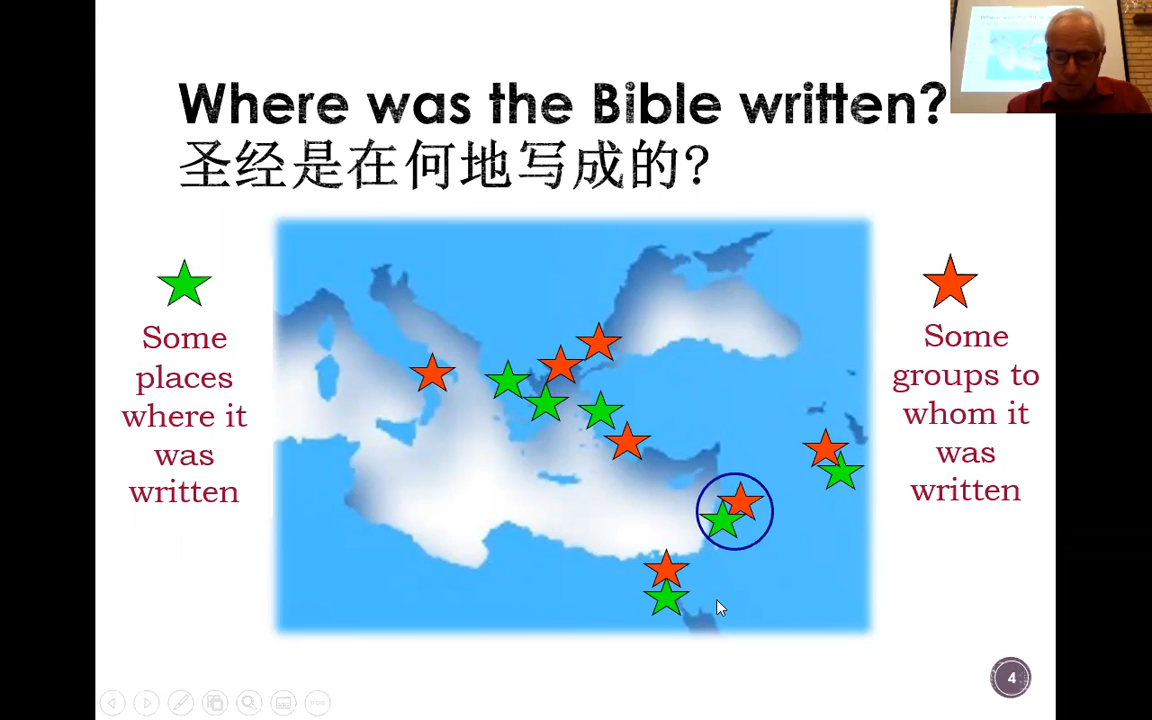 Where was the Bible written?
圣经是在何地写成的?
Some
places
where it
was
written
Some
groups to
whom it
was
written
4